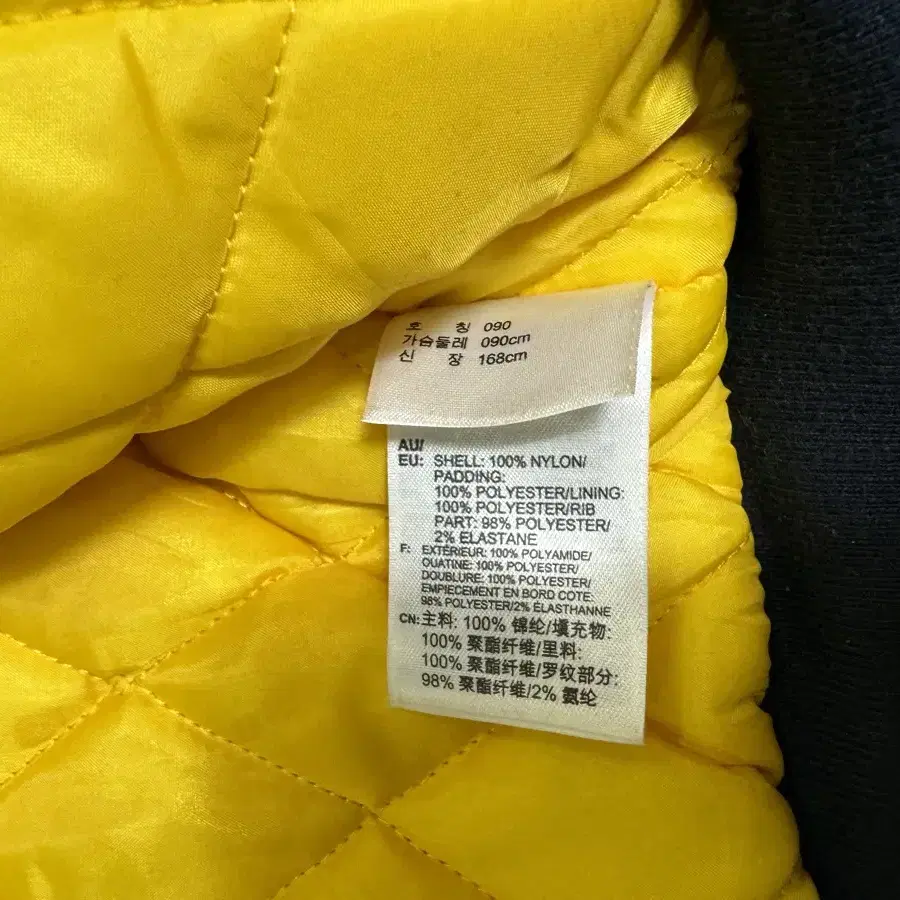 호 칭 090
가슴둘레 090cm
신 장 168cm
AU/
EU: SHELL: 100% NYLON/
PADDING:
100% POLYESTER/LINING:
100% POLYESTER/RIB
PART: 98% POLYESTER/
2% ELASTANE
F: EXTÉRIEUR: 100% POLYAMIDE/
OUATINE: 100% POLYESTER/
DOUBLURE: 100% POLYESTER/
EMPIECEMENT EN BORD COTE:
98% POLYESTER/2% ÉLASTHANNE
CN: 主料: 100% 锦纶/填充物:
100% 聚酯纤维/里料:
100% 聚酯纤维/罗纹部分:
98% 聚酯纤维/2% 氨纶